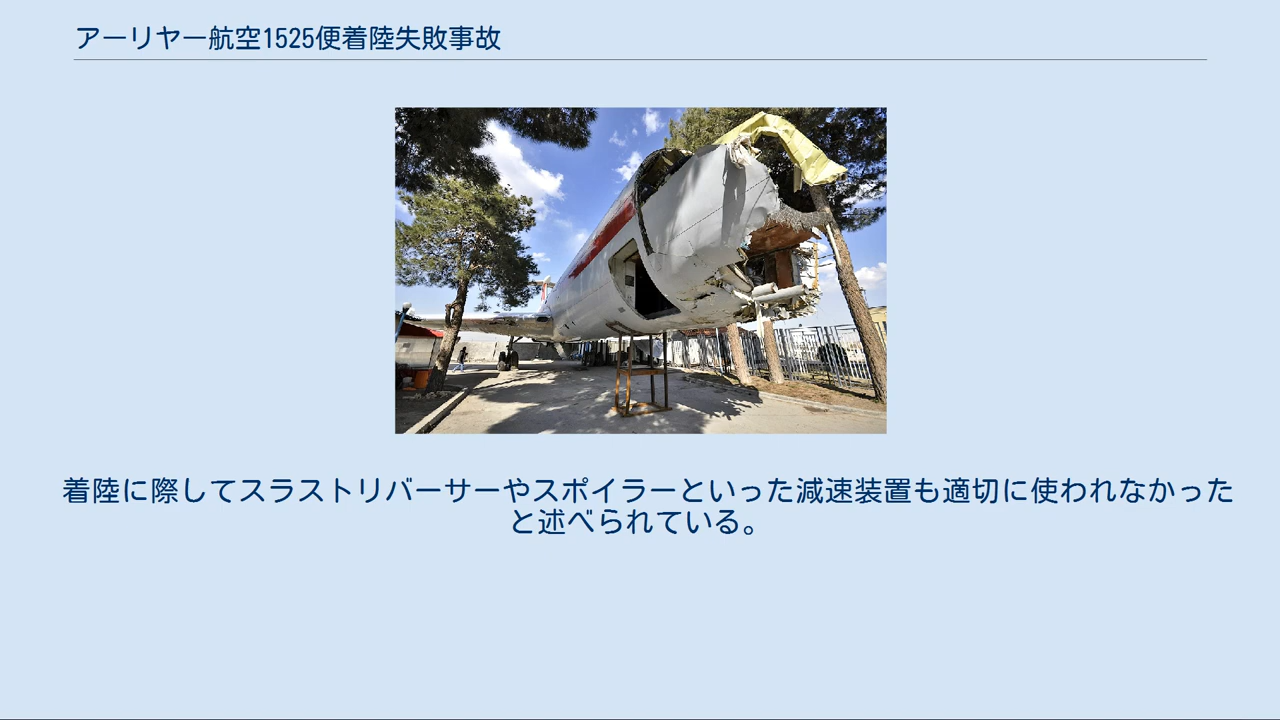 アーリヤー航空1525便着陸失敗事故
着陸に際してスラストリバーサーやスポイラーといった減速装置も適切に使われなかった
と述べられている。